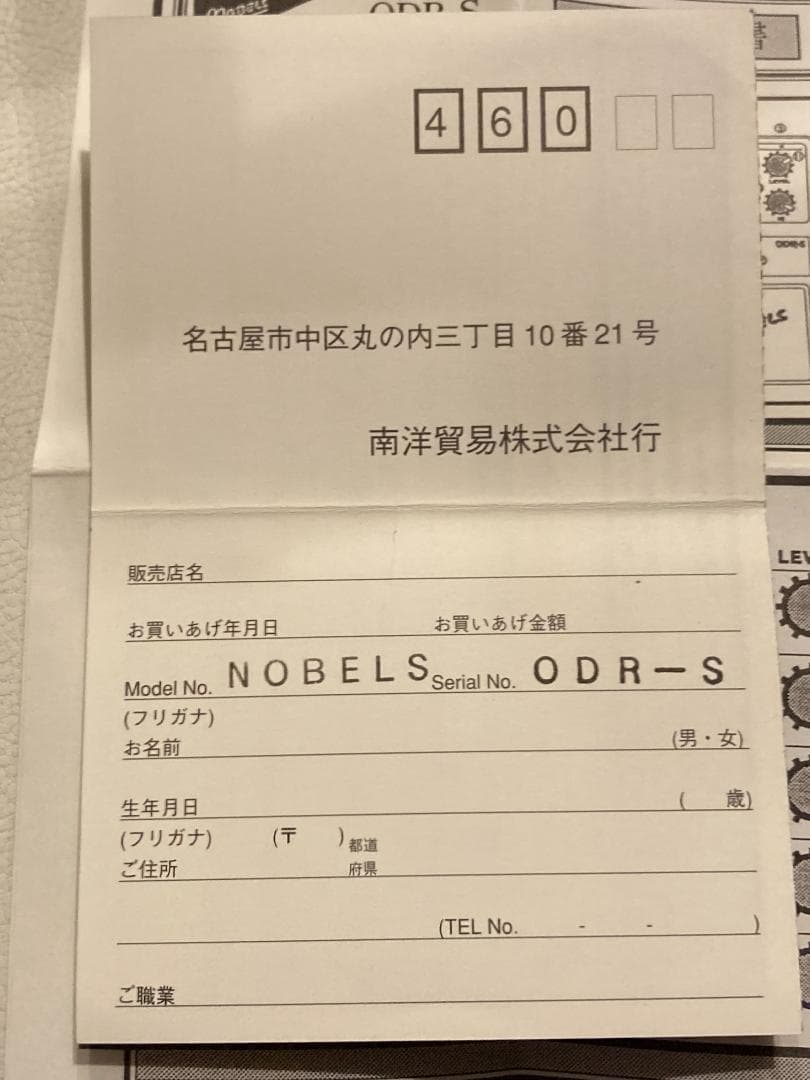 ODR-S
書
460
名古屋市中区丸の内三丁目10番21号
南洋貿易株式会社行
販売店名
お買いあげ年月日 お買いあげ金額
Model No. NOBELS Serial No. ODR-S
(フリガナ)
お名前 (男・女)
生年月日 ( 歳)
(フリガナ) (〒 ) 都道
ご住所 府県
(TEL No. - - )
ご職業
LEV